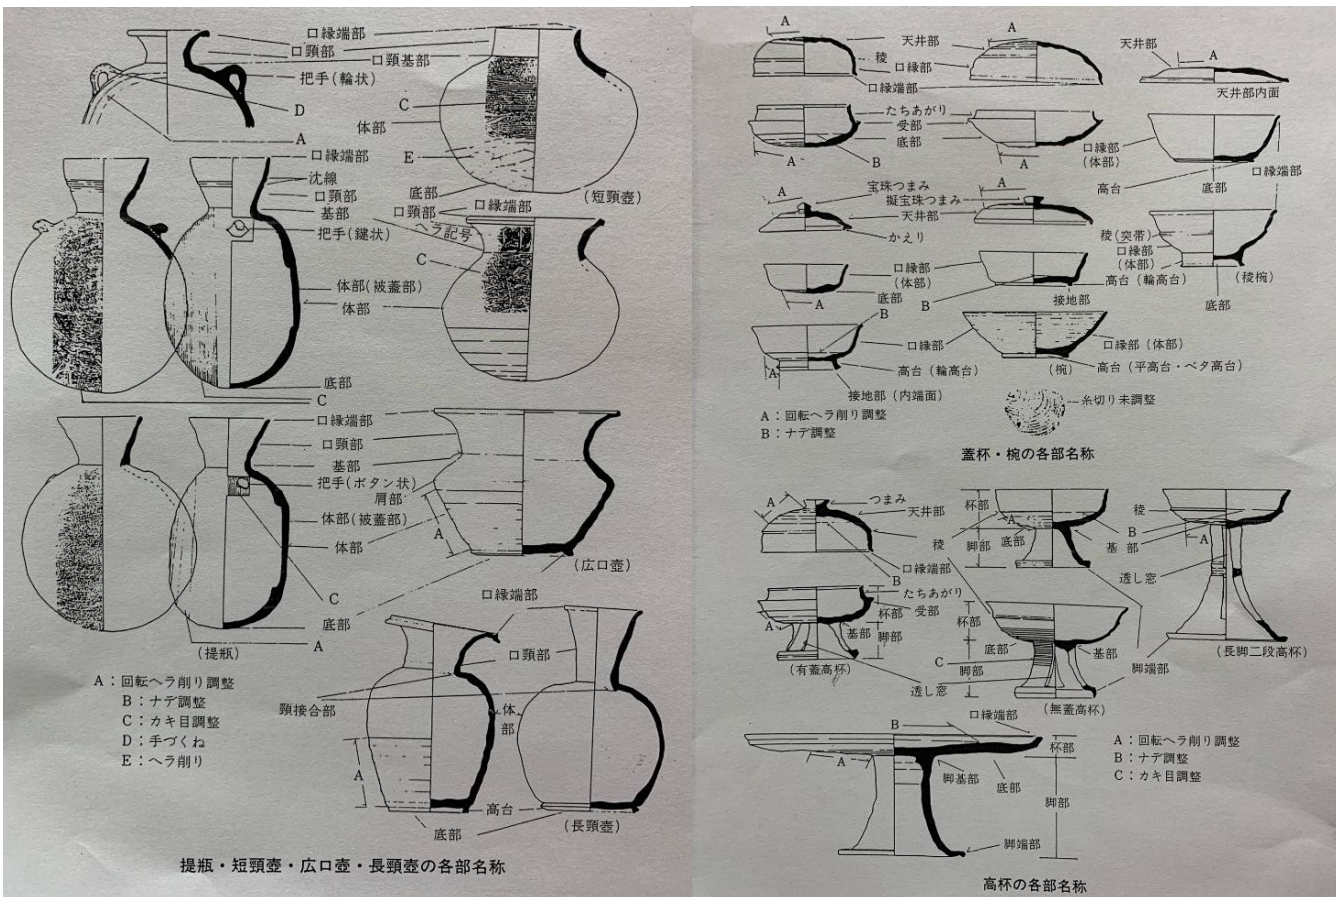 口縁端部
口頸部
口頸基部
把手(輪状)
D
A
C
体部
E
底部
(短頸壺)
口縁端部
沈線
口頸部
基部
把手(鍵状)
体部(被蓋部)
体部
底部
C
口頸部
口縁端部
ヘラ記号
C
口縁端部
口頸部
基部
把手(ボタン状)
肩部
体部(被蓋部)
A
体部
(広口壺)
C
底部
A
(提瓶)
口縁端部
口頸部
頸接合部
体部
A
高台
底部
(長頸壺)
A:回転ヘラ削り調整
B:ナデ調整
C:カキ目調整
D:手づくね
E:ヘラ削り
提瓶・短頸壺・広口壺・長頸壺の各部名称
A
天井部
稜
口縁部
口縁端部
A
天井部
A
天井部内面
たちあがり
受部
底部
A
B
A
口縁部
(体部)
高台
底部
口縁端部
A
宝珠つまみ
擬宝珠つまみ
天井部
かえり
A
稜(突帯)
口縁部
(体部)
高台(輪高台)
底部
(稜椀)
口縁部
(体部)
底部
A
B
接地部
B
口縁部
高台(輪高台)
接地部(内端面)
A
口縁部(体部)
高台(平高台・ベタ高台)
(椀)
糸切り未調整
A:回転ヘラ削り調整
B:ナデ調整
蓋杯・椀の各部名称
A
つまみ
天井部
稜
口縁端部
B
杯部
A
底部
脚部
基部
稜
B
A
透し窓
(長脚二段高杯)
たちあがり
受部
杯部
A
基部
脚部
(有蓋高杯)
透し窓
杯部
底部
C
脚部
基部
脚端部
(無蓋高杯)
B
口縁端部
A
杯部
脚基部
底部
脚部
脚端部
A:回転ヘラ削り調整
B:ナデ調整
C:カキ目調整
高杯の各部名称